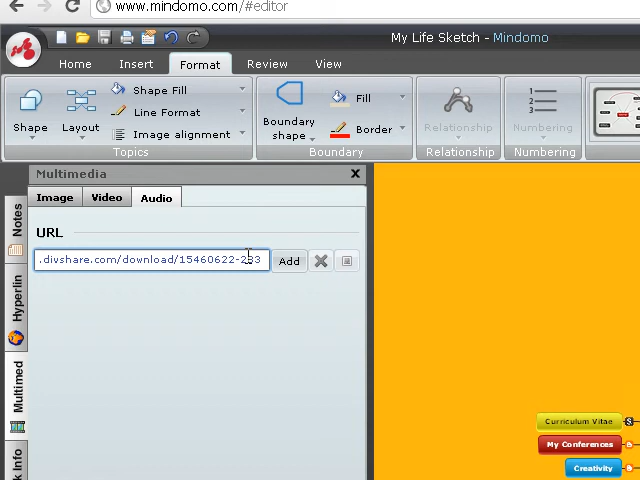 www.mindomo.com/#editor
My Life Sketch - Mindomo
Home Insert Format Review View
Shape Fill
Line Format
Image alignment
Shape Layout
Topics
Boundary shape
Fill
Border
Boundary
Relationship
Relationship
Numbering
Numbering
Multimedia
Image Video Audio
URL
.divshare.com/download/15460622-283
Add
Notes
Hyperlin
Multimed
k Info
Curriculum Vitae
My Conferences
Creativity